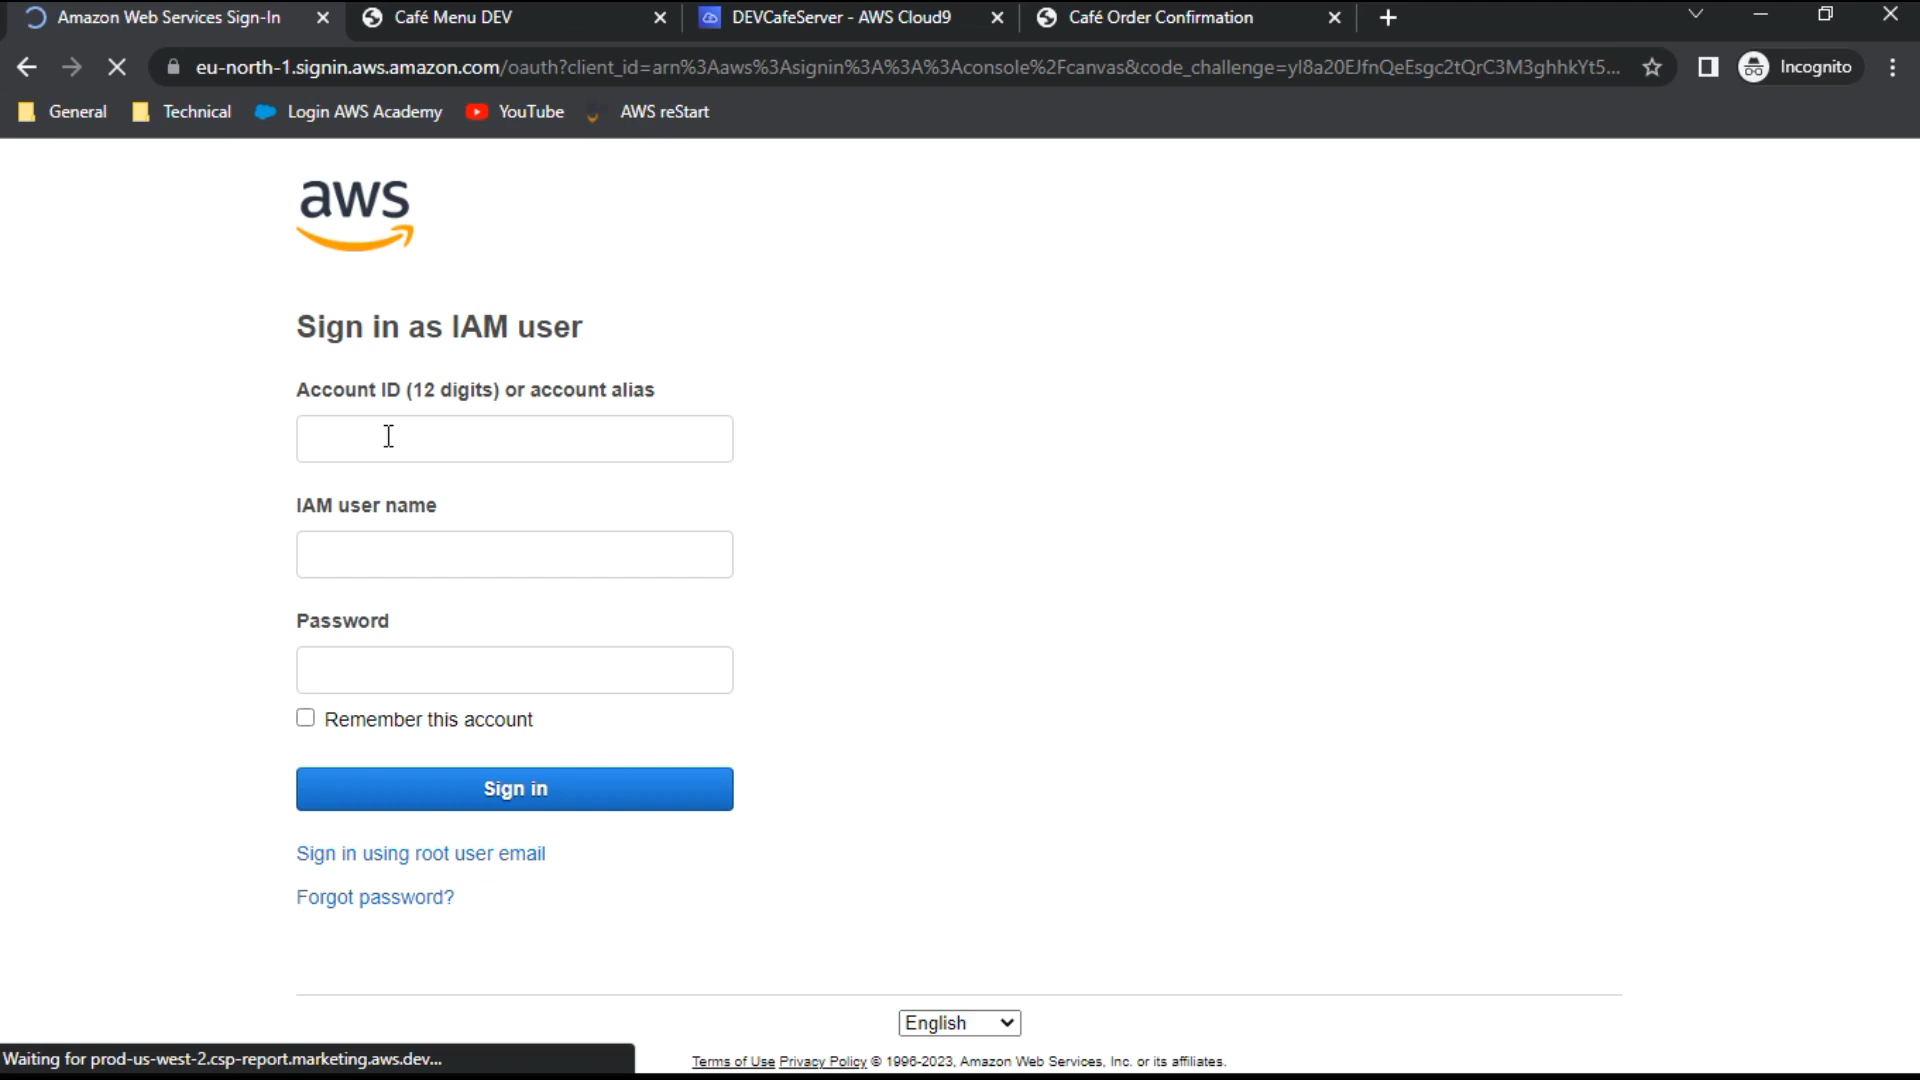 Amazon Web Services Sign-In
Café Menu DEV
DEVCafeServer - AWS Cloud9
Café Order Confirmation
eu-north-1.signin.aws.amazon.com/oauth?client_id=arn%3Aaws%3Asignin%3A%3A%3Aconsole%2Fcanvas&code_challenge=yl8a20EJfnQeEsgc2tQrC3M3ghhkYt5...
Incognito
General
Technical
Login AWS Academy
YouTube
AWS reStart
aws
Sign in as IAM user
Account ID (12 digits) or account alias
IAM user name
Password
Remember this account
Sign in
Sign in using root user email
Forgot password?
English
Waiting for prod-us-west-2.csp-report.marketing.aws.dev...
Terms of Use Privacy Policy © 1996-2023, Amazon Web Services, Inc. or its affiliates.